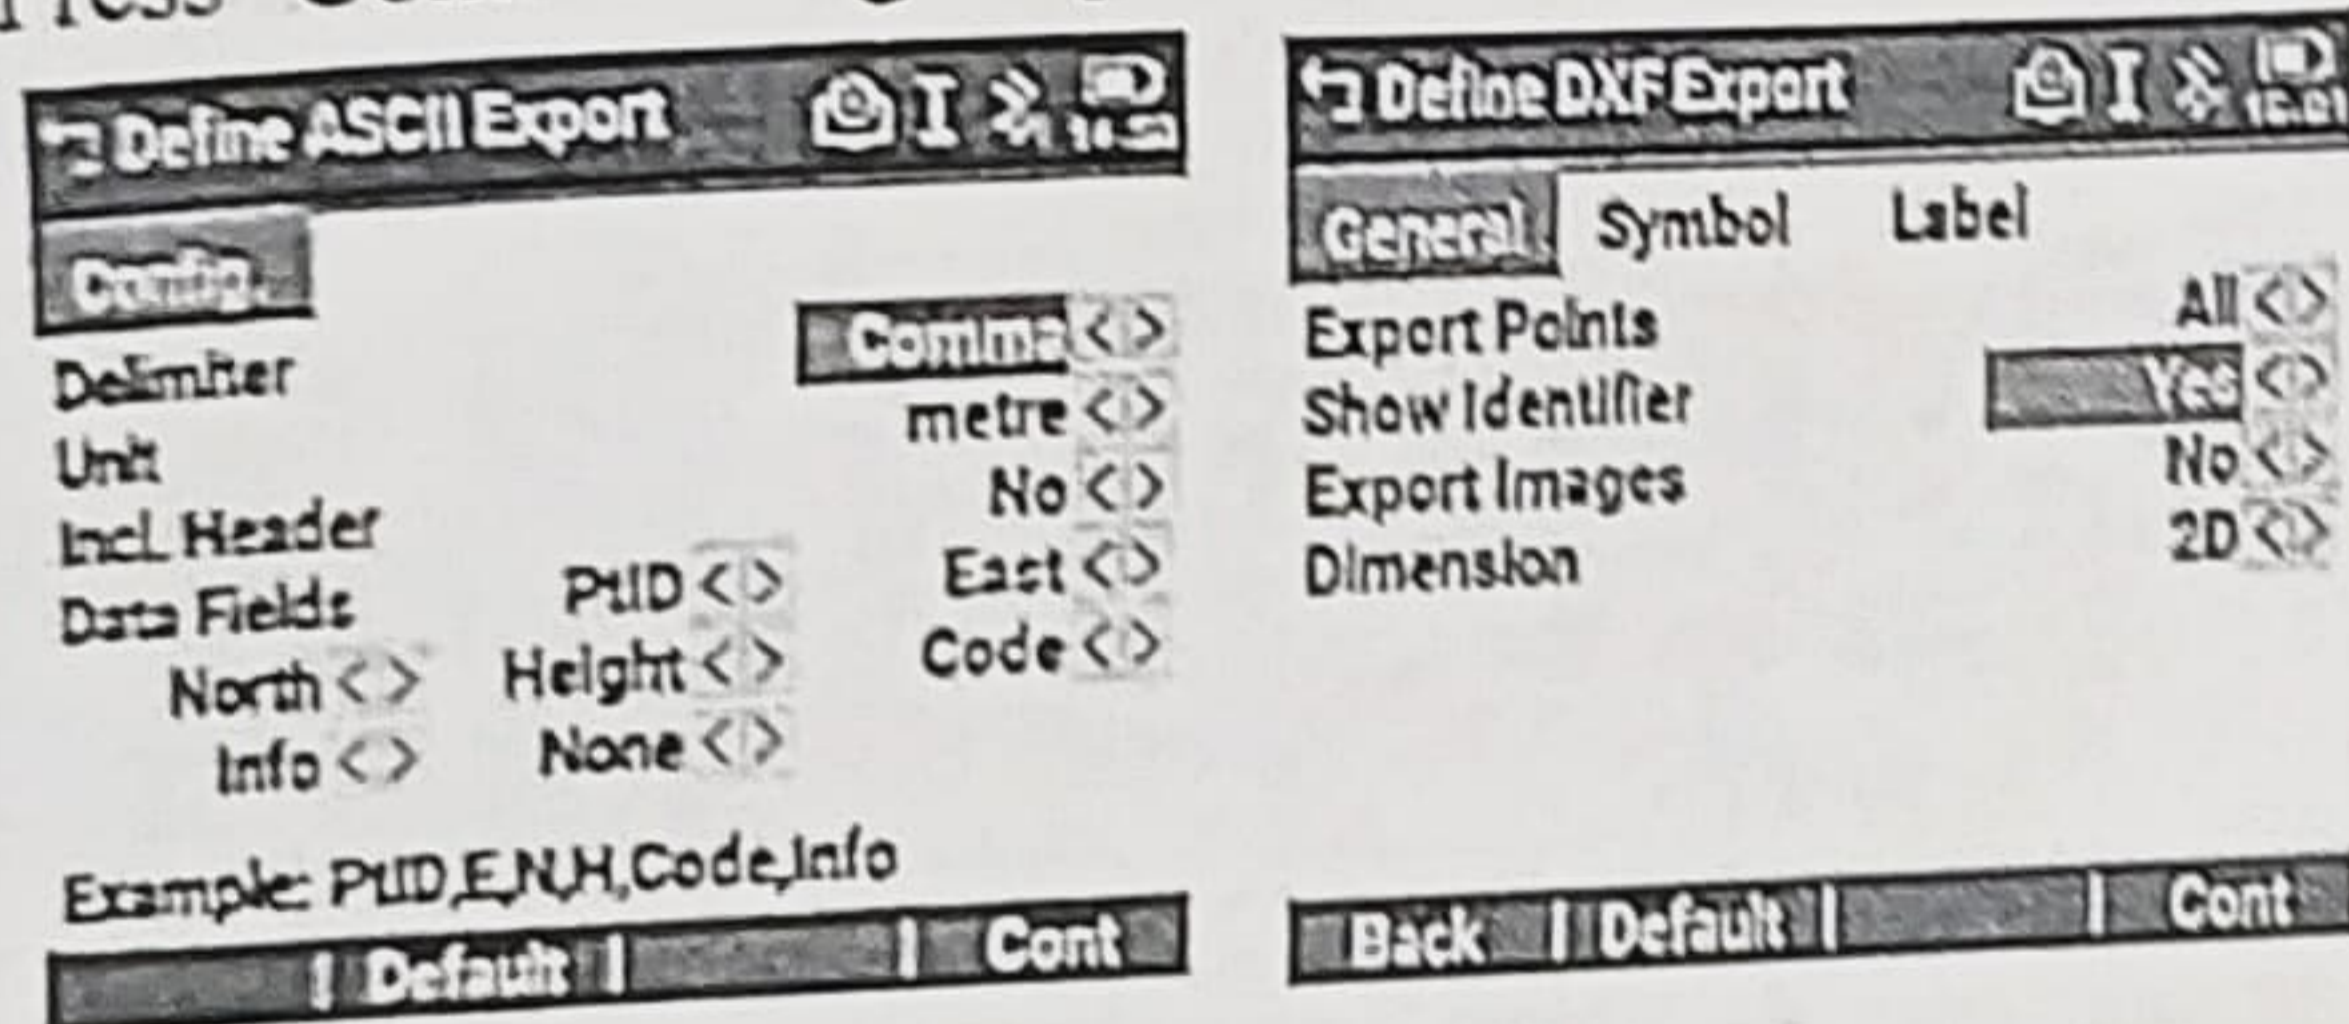 Define ASCII Export
Config.
Delimiter Comma
Unit metre
Incl. Header No
Data Fields PtID East
North Height Code
Info None
Example: PtID,E,N,H,Code,Info
Default | Cont
Define DXF Export
General Symbol Label
Export Points All
Show Identifier Yes
Export Images No
Dimension 2D
Back | Default | | Cont